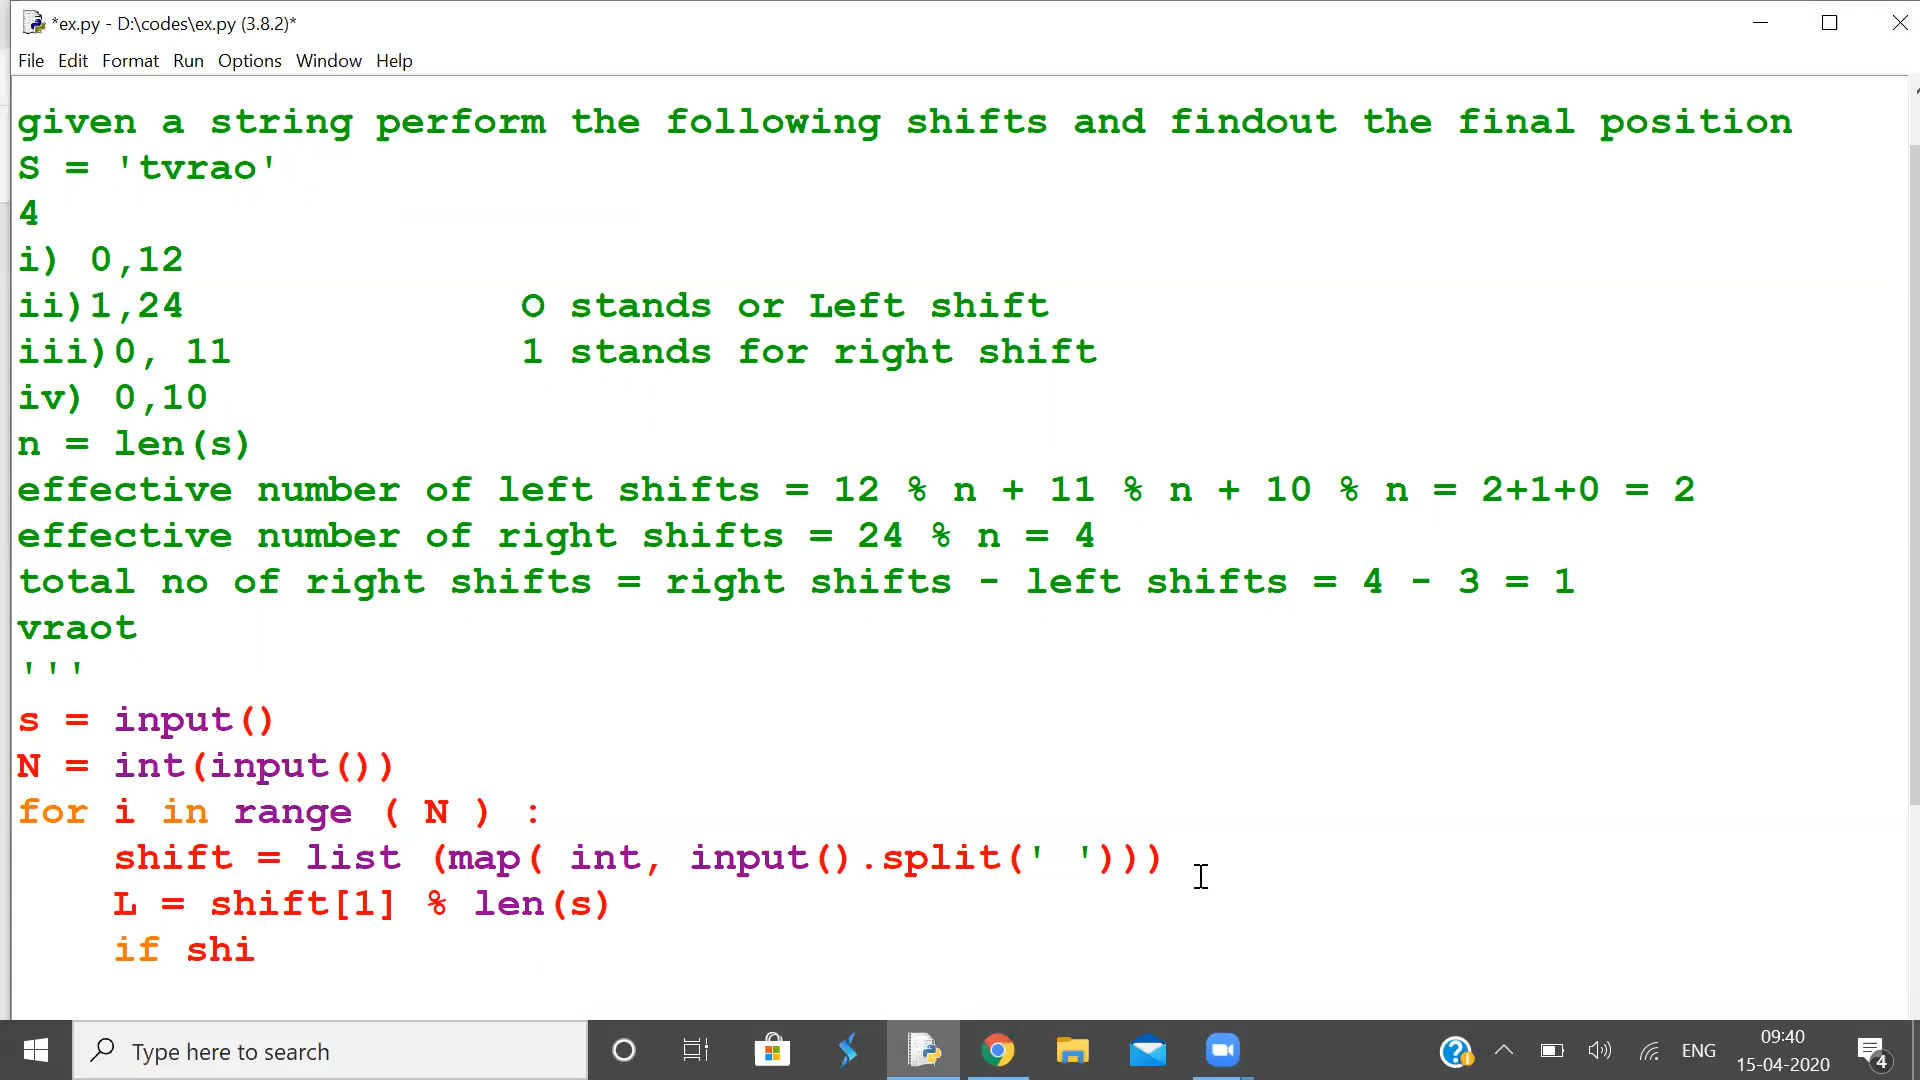 *ex.py - D:\codes\ex.py (3.8.2)*
File Edit Format Run Options Window Help
given a string perform the following shifts and findout the final position
S = 'tvrao'
4
i) 0,12
ii)1,24 O stands or Left shift
iii)0, 11 1 stands for right shift
iv) 0,10
n = len(s)
effective number of left shifts = 12 % n + 11 % n + 10 % n = 2+1+0 = 2
effective number of right shifts = 24 % n = 4
total no of right shifts = right shifts - left shifts = 4 - 3 = 1
vraot
'''
s = input()
N = int(input())
for i in range ( N ) :
    shift = list (map( int, input().split(' ')))
    L = shift[1] % len(s)
    if shi
Type here to search
ENG
09:40
15-04-2020
4